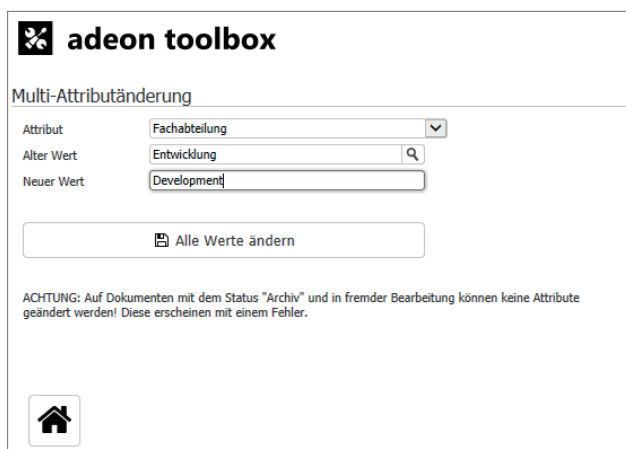 adeon toolbox
Multi-Attributänderung
Attribut Fachabteilung
Alter Wert Entwicklung
Neuer Wert Development
Alle Werte ändern
ACHTUNG: Auf Dokumenten mit dem Status "Archiv" und in fremder Bearbeitung können keine Attribute
geändert werden! Diese erscheinen mit einem Fehler.